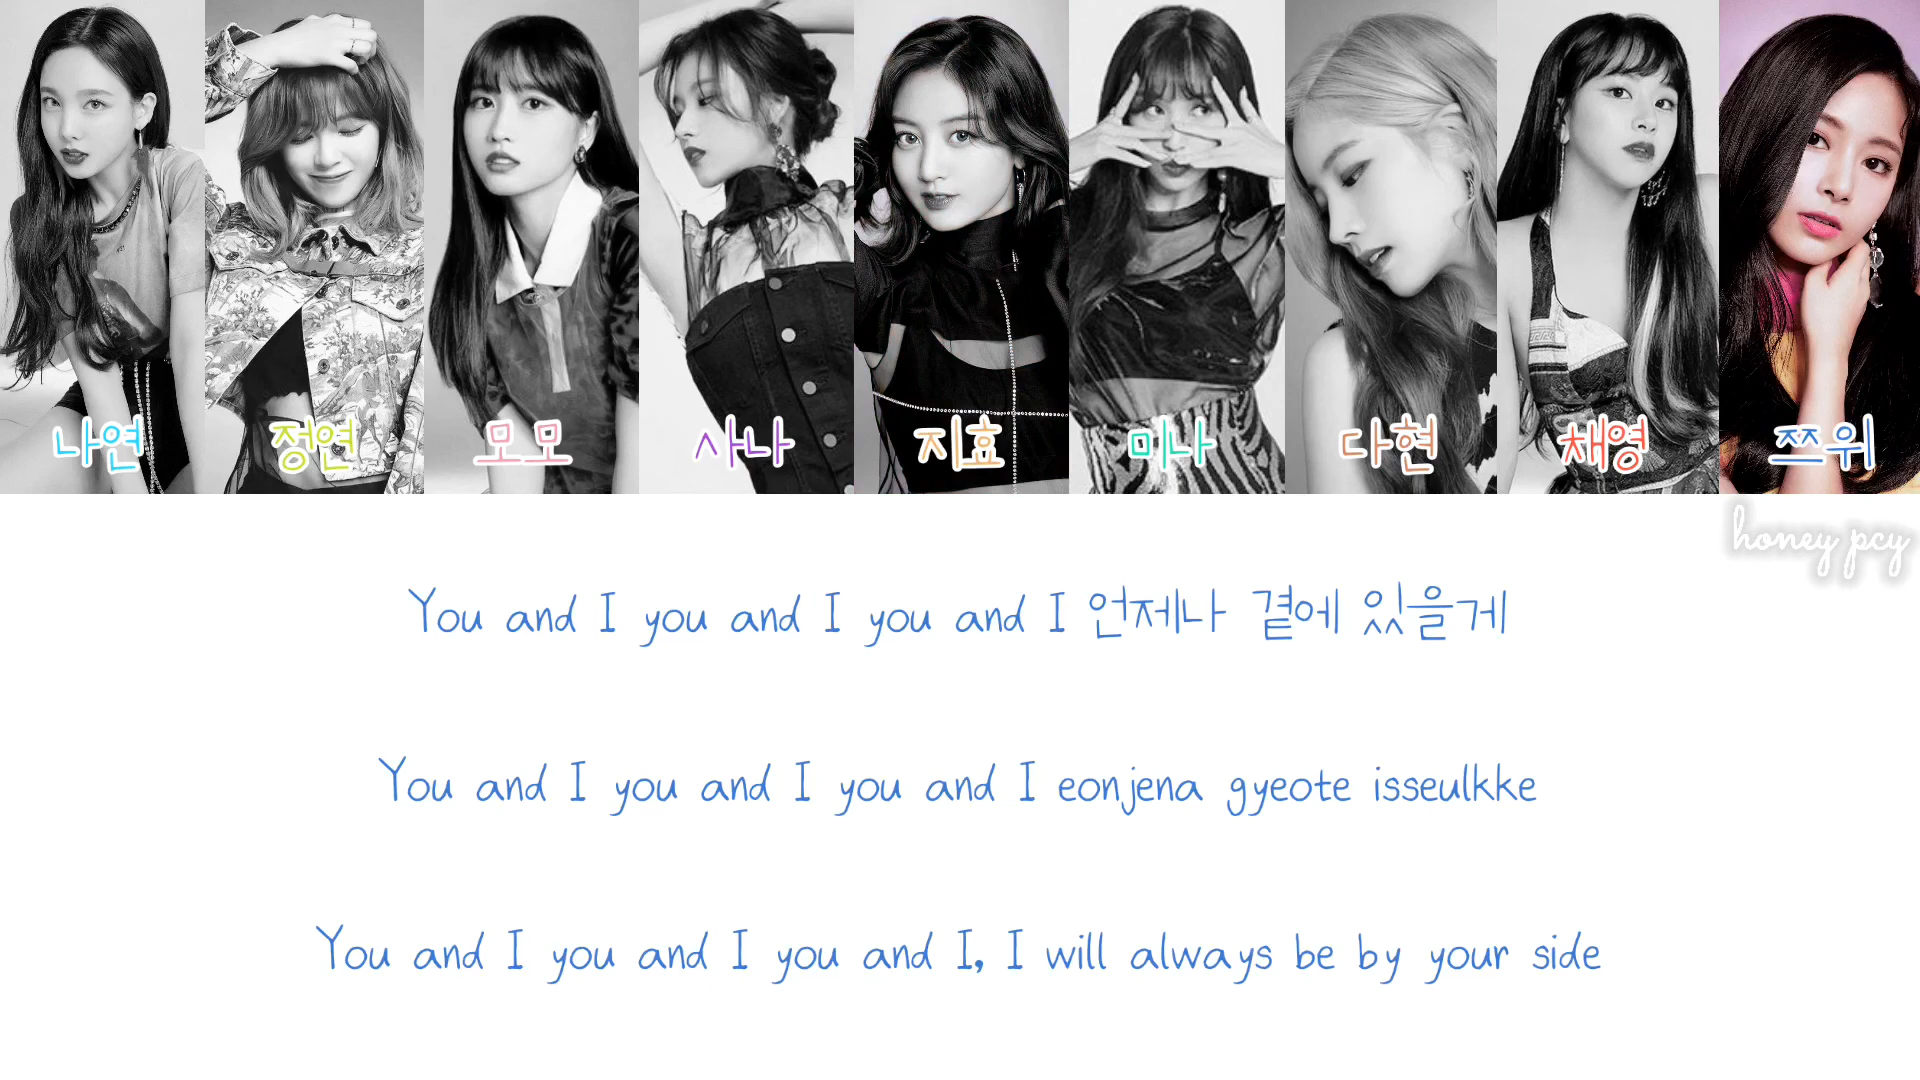 나연 정연 모모 사나 지효 미나 다현 채영 쯔위
honey pcy
You and I you and I you and I 언제나 곁에 있을게
You and I you and I you and I eonjena gyeote isseulkke
You and I you and I you and I, I will always be by your side